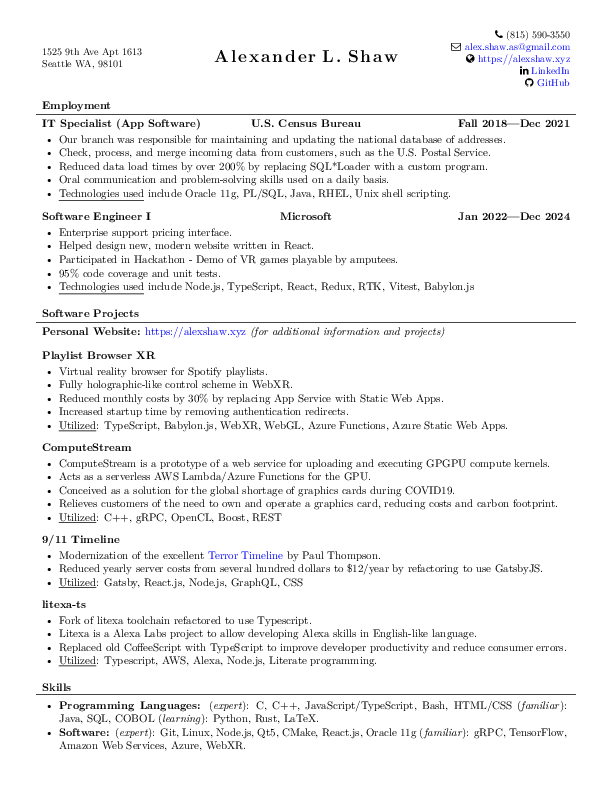 1525 9th Ave Apt 1613
Seattle WA, 98101
Alexander L. Shaw
(815) 590-3550
alex.shaw.as@gmail.com
https://alexshaw.xyz
LinkedIn
GitHub
Employment
IT Specialist (App Software) U.S. Census Bureau Fall 2018—Dec 2021
• Our branch was responsible for maintaining and updating the national database of addresses.
• Check, process, and merge incoming data from customers, such as the U.S. Postal Service.
• Reduced data load times by over 200% by replacing SQL*Loader with a custom program.
• Oral communication and problem-solving skills used on a daily basis.
• Technologies used include Oracle 11g, PL/SQL, Java, RHEL, Unix shell scripting.
Software Engineer I Microsoft Jan 2022—Dec 2024
• Enterprise support pricing interface.
• Helped design new, modern website written in React.
• Participated in Hackathon - Demo of VR games playable by amputees.
• 95% code coverage and unit tests.
• Technologies used include Node.js, TypeScript, React, Redux, RTK, Vitest, Babylon.js
Software Projects
Personal Website: https://alexshaw.xyz (for additional information and projects)
Playlist Browser XR
• Virtual reality browser for Spotify playlists.
• Fully holographic-like control scheme in WebXR.
• Reduced monthly costs by 30% by replacing App Service with Static Web Apps.
• Increased startup time by removing authentication redirects.
• Utilized: TypeScript, Babylon.js, WebXR, WebGL, Azure Functions, Azure Static Web Apps.
ComputeStream
• ComputeStream is a prototype of a web service for uploading and executing GPGPU compute kernels.
• Acts as a serverless AWS Lambda/Azure Functions for the GPU.
• Conceived as a solution for the global shortage of graphics cards during COVID19.
• Relieves customers of the need to own and operate a graphics card, reducing costs and carbon footprint.
• Utilized: C++, gRPC, OpenCL, Boost, REST
9/11 Timeline
• Modernization of the excellent Terror Timeline by Paul Thompson.
• Reduced yearly server costs from several hundred dollars to $12/year by refactoring to use GatsbyJS.
• Utilized: Gatsby, React.js, Node.js, GraphQL, CSS
litexa-ts
• Fork of litexa toolchain refactored to use Typescript.
• Litexa is a Alexa Labs project to allow developing Alexa skills in English-like language.
• Replaced old CoffeeScript with TypeScript to improve developer productivity and reduce consumer errors.
• Utilized: Typescript, AWS, Alexa, Node.js, Literate programming.
Skills
• Programming Languages: (expert): C, C++, JavaScript/TypeScript, Bash, HTML/CSS (familiar):
Java, SQL, COBOL (learning): Python, Rust, LaTeX.
• Software: (expert): Git, Linux, Node.js, Qt5, CMake, React.js, Oracle 11g (familiar): gRPC, TensorFlow,
Amazon Web Services, Azure, WebXR.